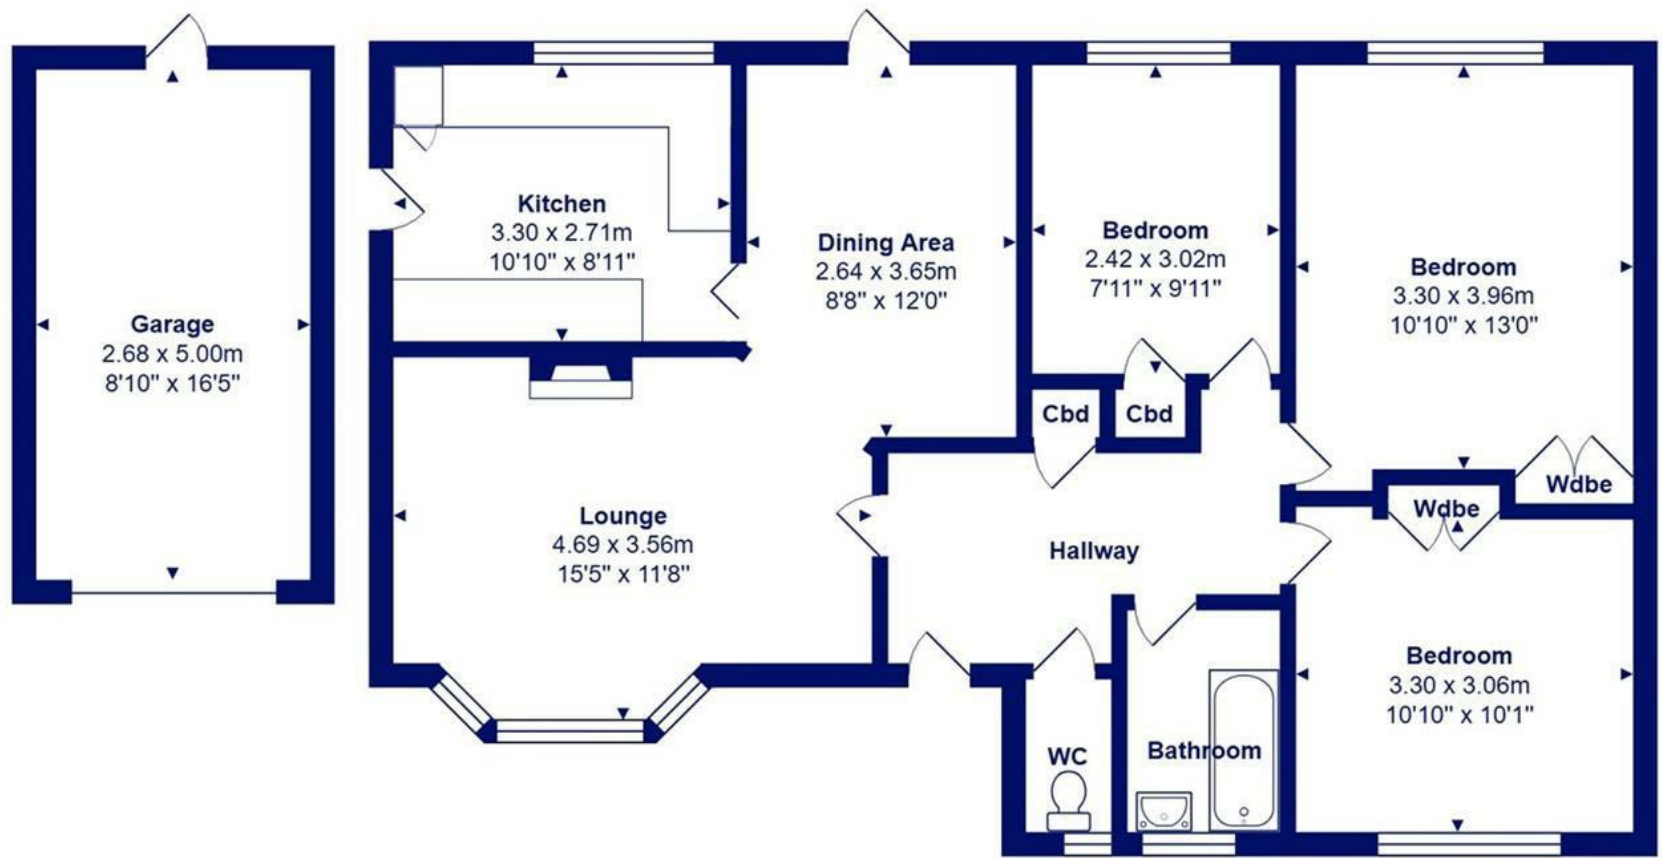 Garage
2.68 x 5.00m
8'10" x 16'5"
Kitchen
3.30 x 2.71m
10'10" x 8'11"
Dining Area
2.64 x 3.65m
8'8" x 12'0"
Bedroom
2.42 x 3.02m
7'11" x 9'11"
Bedroom
3.30 x 3.96m
10'10" x 13'0"
Cbd
Cbd
Wdbe
Wdbe
Lounge
4.69 x 3.56m
15'5" x 11'8"
Hallway
Bedroom
3.30 x 3.06m
10'10" x 10'1"
WC
Bathroom